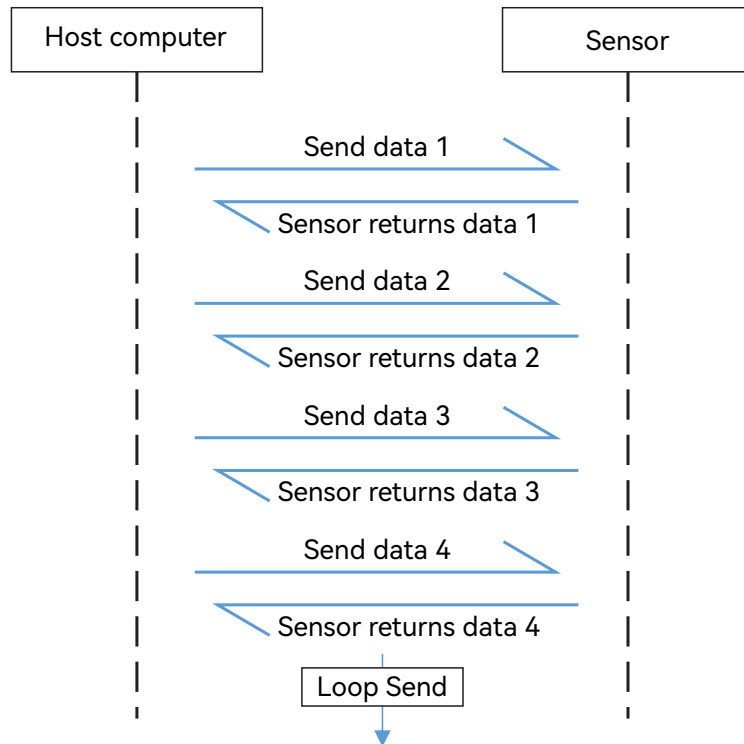 Host computer
Sensor
Send data 1
Sensor returns data 1
Send data 2
Sensor returns data 2
Send data 3
Sensor returns data 3
Send data 4
Sensor returns data 4
Loop Send